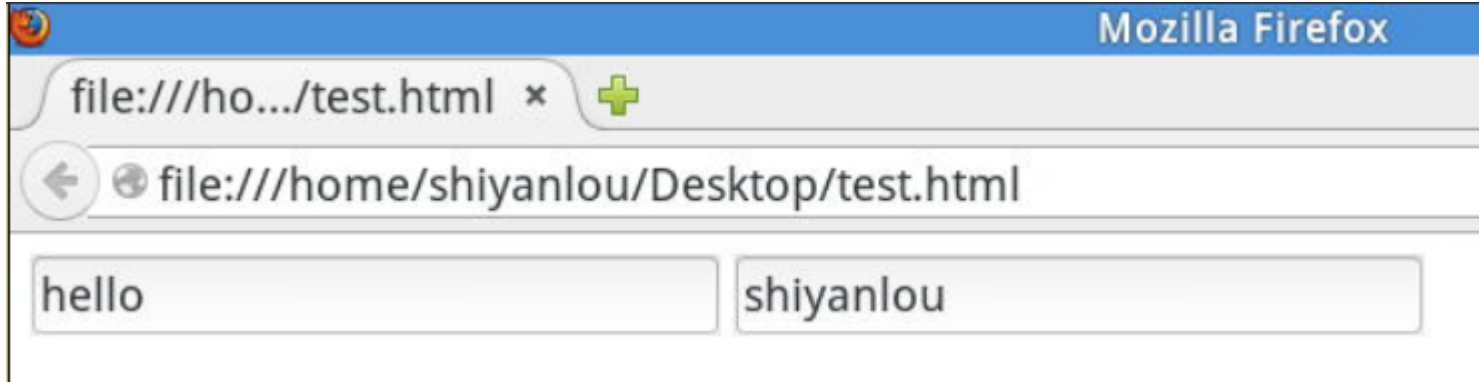 Mozilla Firefox
file:///ho.../test.html
file:///home/shiyanlou/Desktop/test.html
hello shiyanlou